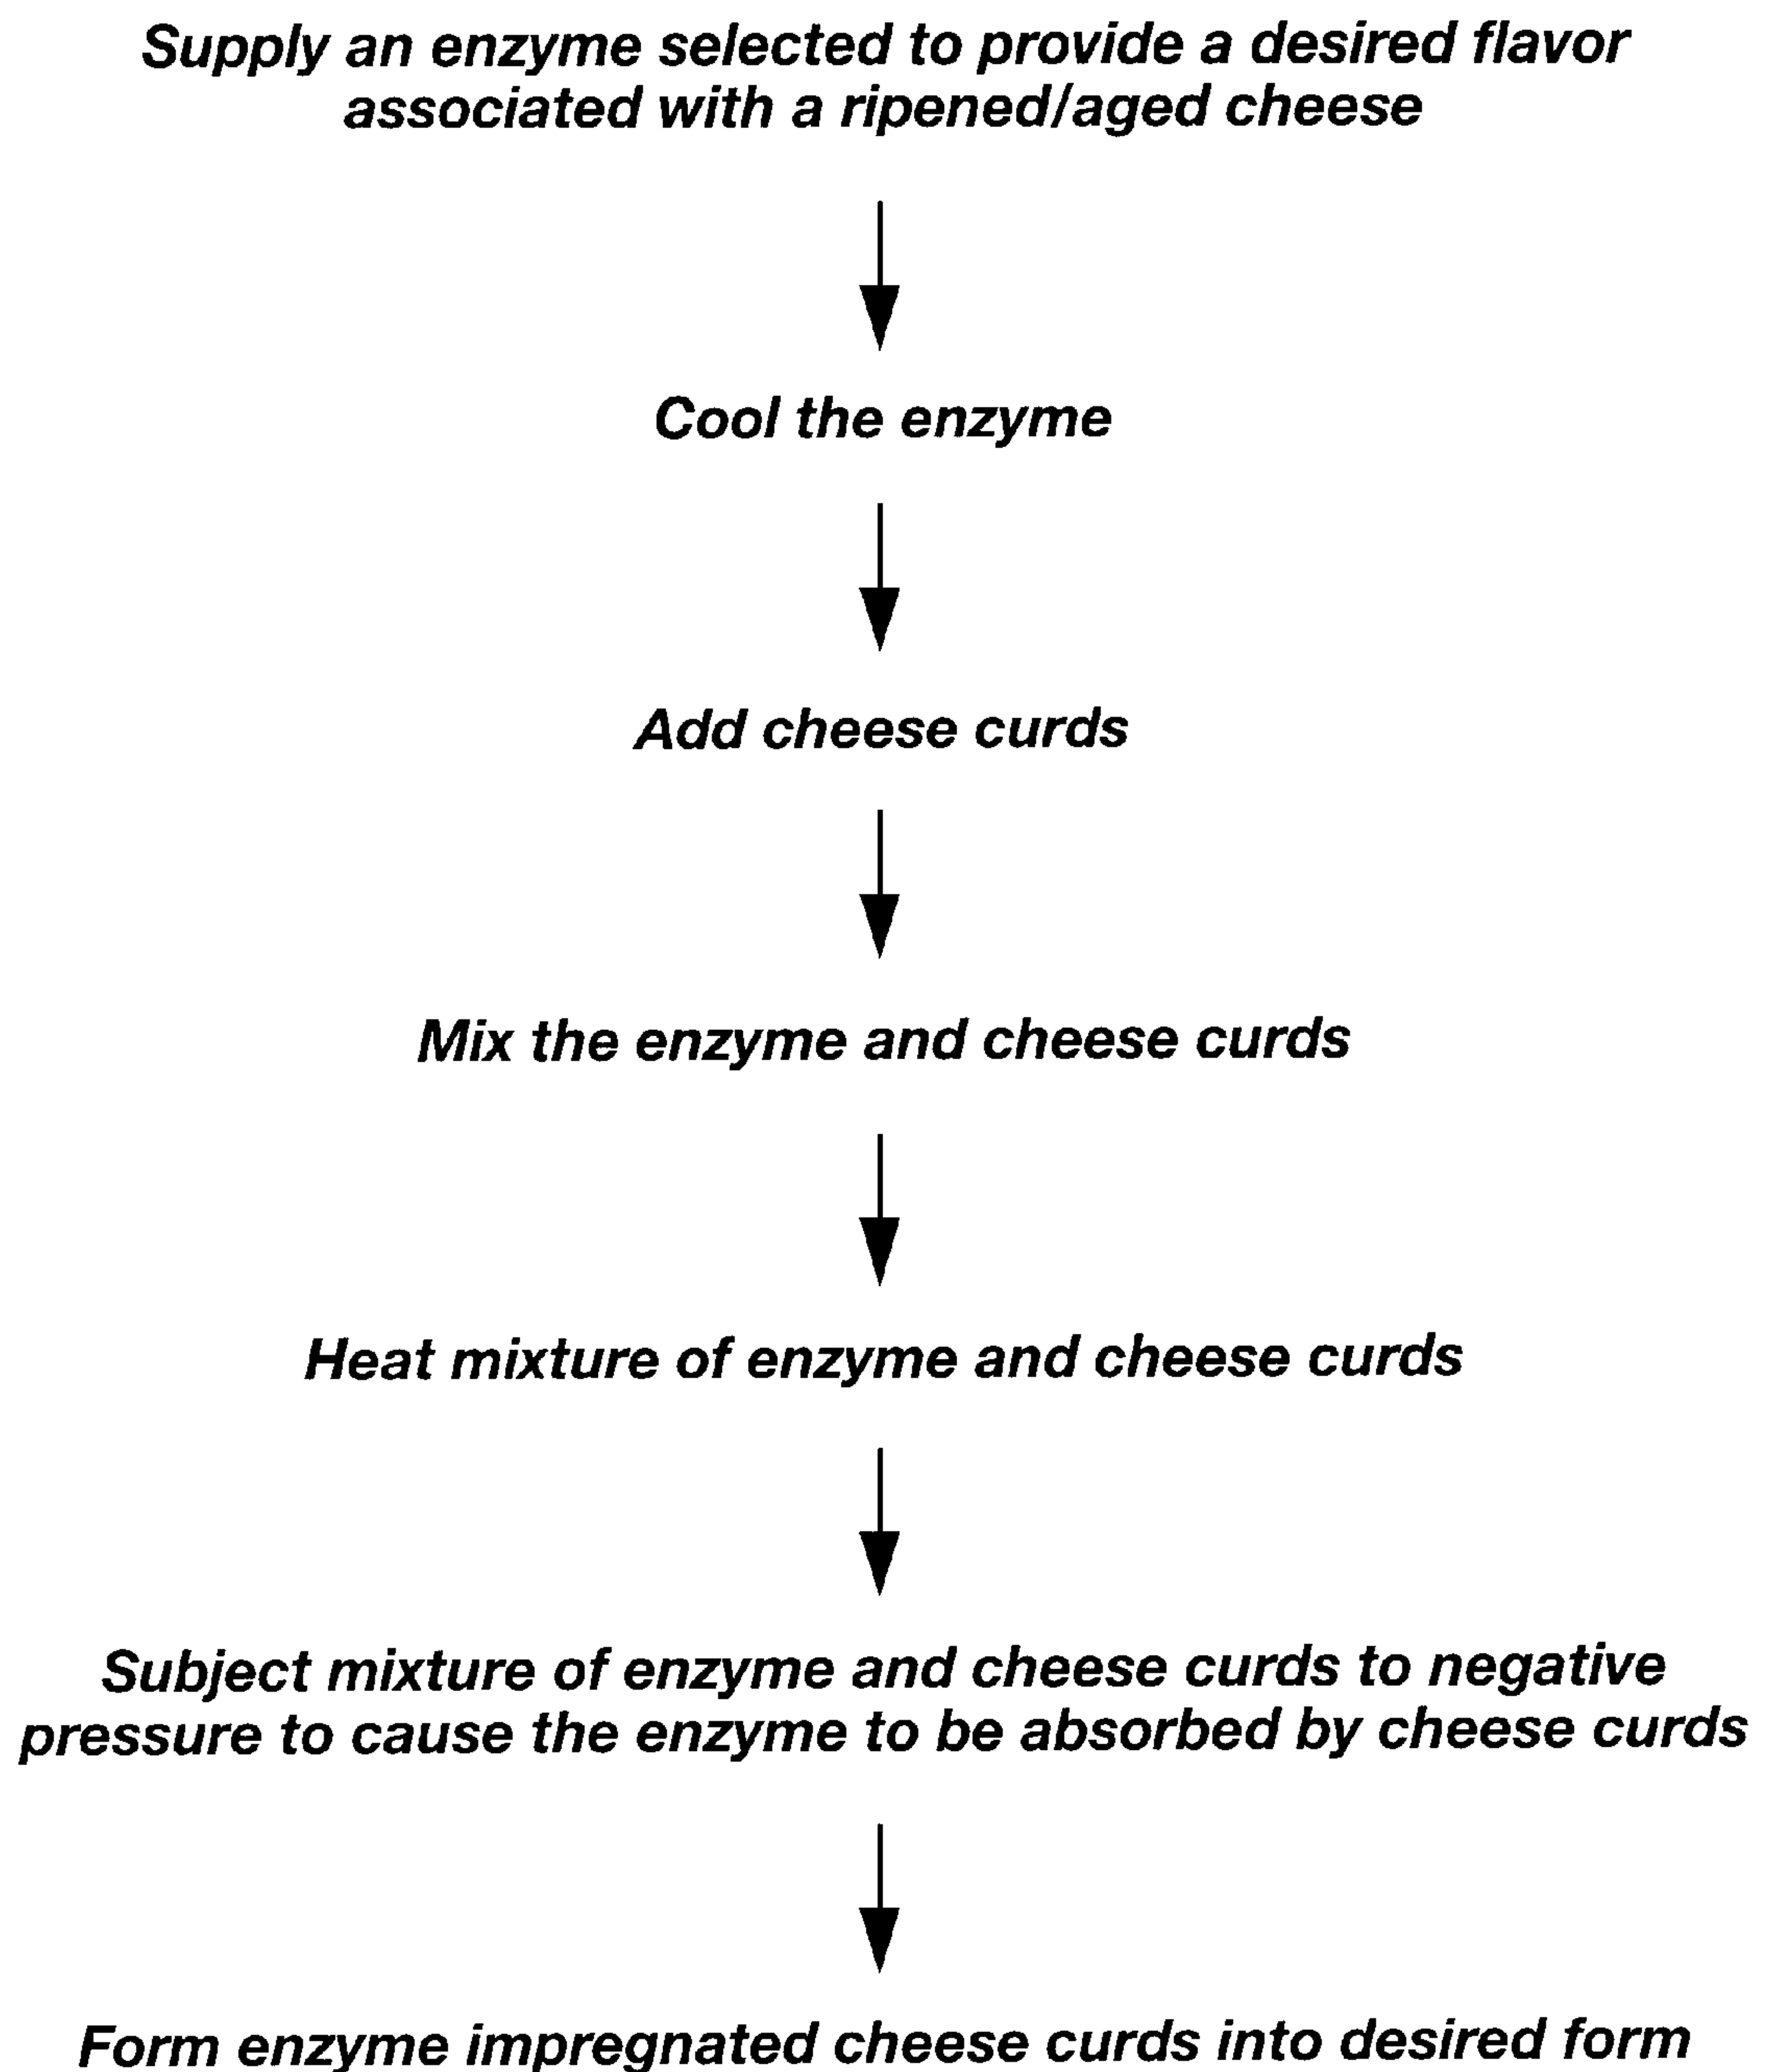 Supply an enzyme selected to provide a desired flavor
associated with a ripened/aged cheese
Cool the enzyme
Add cheese curds
Mix the enzyme and cheese curds
Heat mixture of enzyme and cheese curds
Subject mixture of enzyme and cheese curds to negative
pressure to cause the enzyme to be absorbed by cheese curds
Form enzyme impregnated cheese curds into desired form